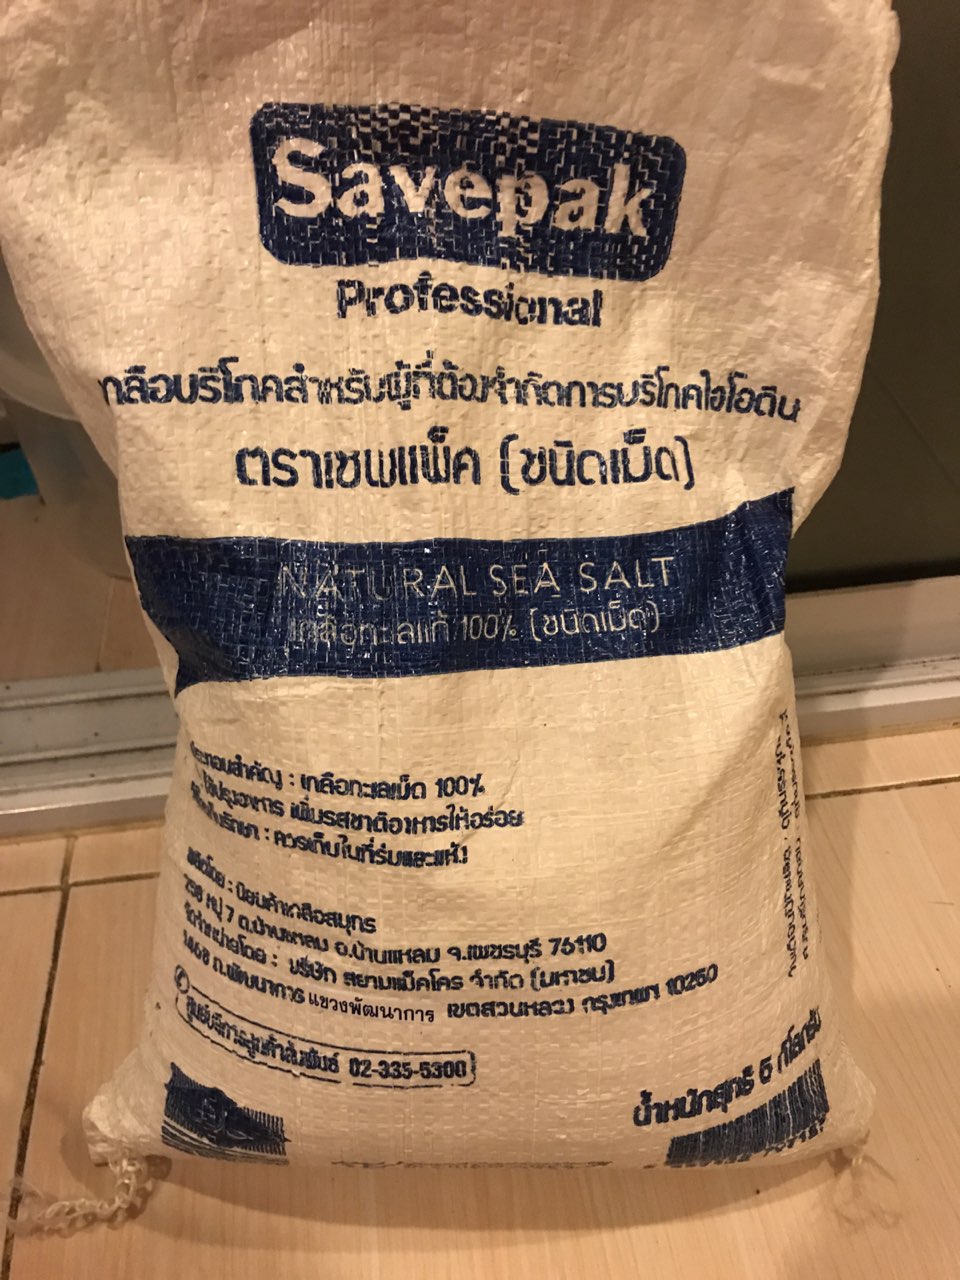 Savepak
Professional
เกลือบริโภคสำหรับผู้ที่ต้องจำกัดการบริโภคไอโอดีน
ตราเซพแพ็ค (ชนิดเม็ด)
NATURAL SEA SALT
เกลือทะเลแท้ 100% (ชนิดเม็ด)
สำคัญ : เกลือทะเลเม็ด 100%
ใช้ปรุงอาหาร เพิ่มรสชาติอาหารให้อร่อย
เก็บรักษา : ควรเก็บในที่ร่มและแห้ง
ผลิตโดย : นิยมค้าเกลือสมุทร
258 หมู่ 7 ต.บ้านแหลม อ.บ้านแหลม จ.เพชรบุรี 76110
จัดจำหน่ายโดย : บริษัท สยามแม็คโคร จำกัด (มหาชน)
1468 ถ.พัฒนาการ แขวงพัฒนาการ เขตสวนหลวง กรุงเทพฯ 10250
ศูนย์บริการลูกค้าสัมพันธ์ 02-335-5300
น้ำหนักสุทธิ 5 กิโลกรัม